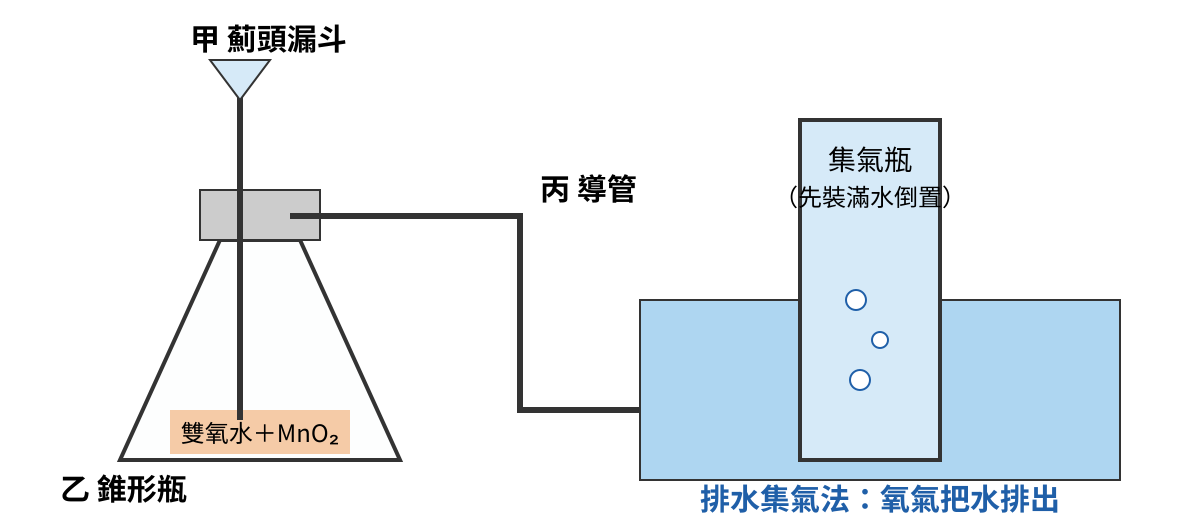 甲 薊頭漏斗
丙 導管
集氣瓶
（先裝滿水倒置）
雙氧水＋MnO₂
乙 錐形瓶
排水集氣法：氧氣把水排出